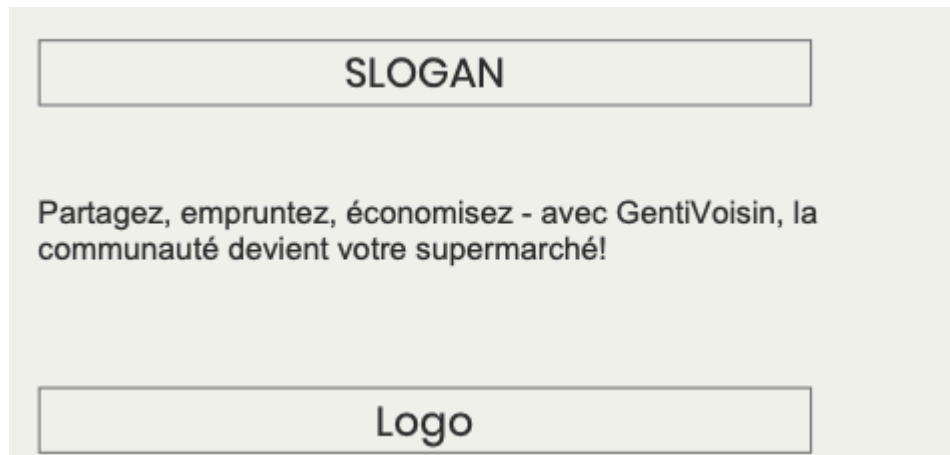 SLOGAN
Partagez, empruntez, économisez - avec GentiVoisin, la
communauté devient votre supermarché!
Logo